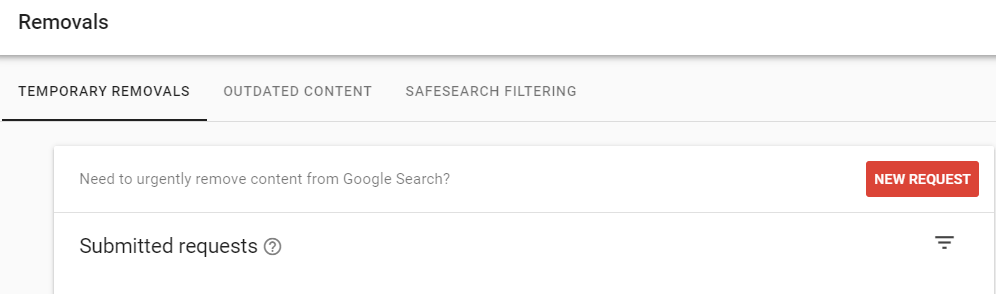 Removals
TEMPORARY REMOVALS OUTDATED CONTENT SAFESEARCH FILTERING
Need to urgently remove content from Google Search? NEW REQUEST
Submitted requests ?